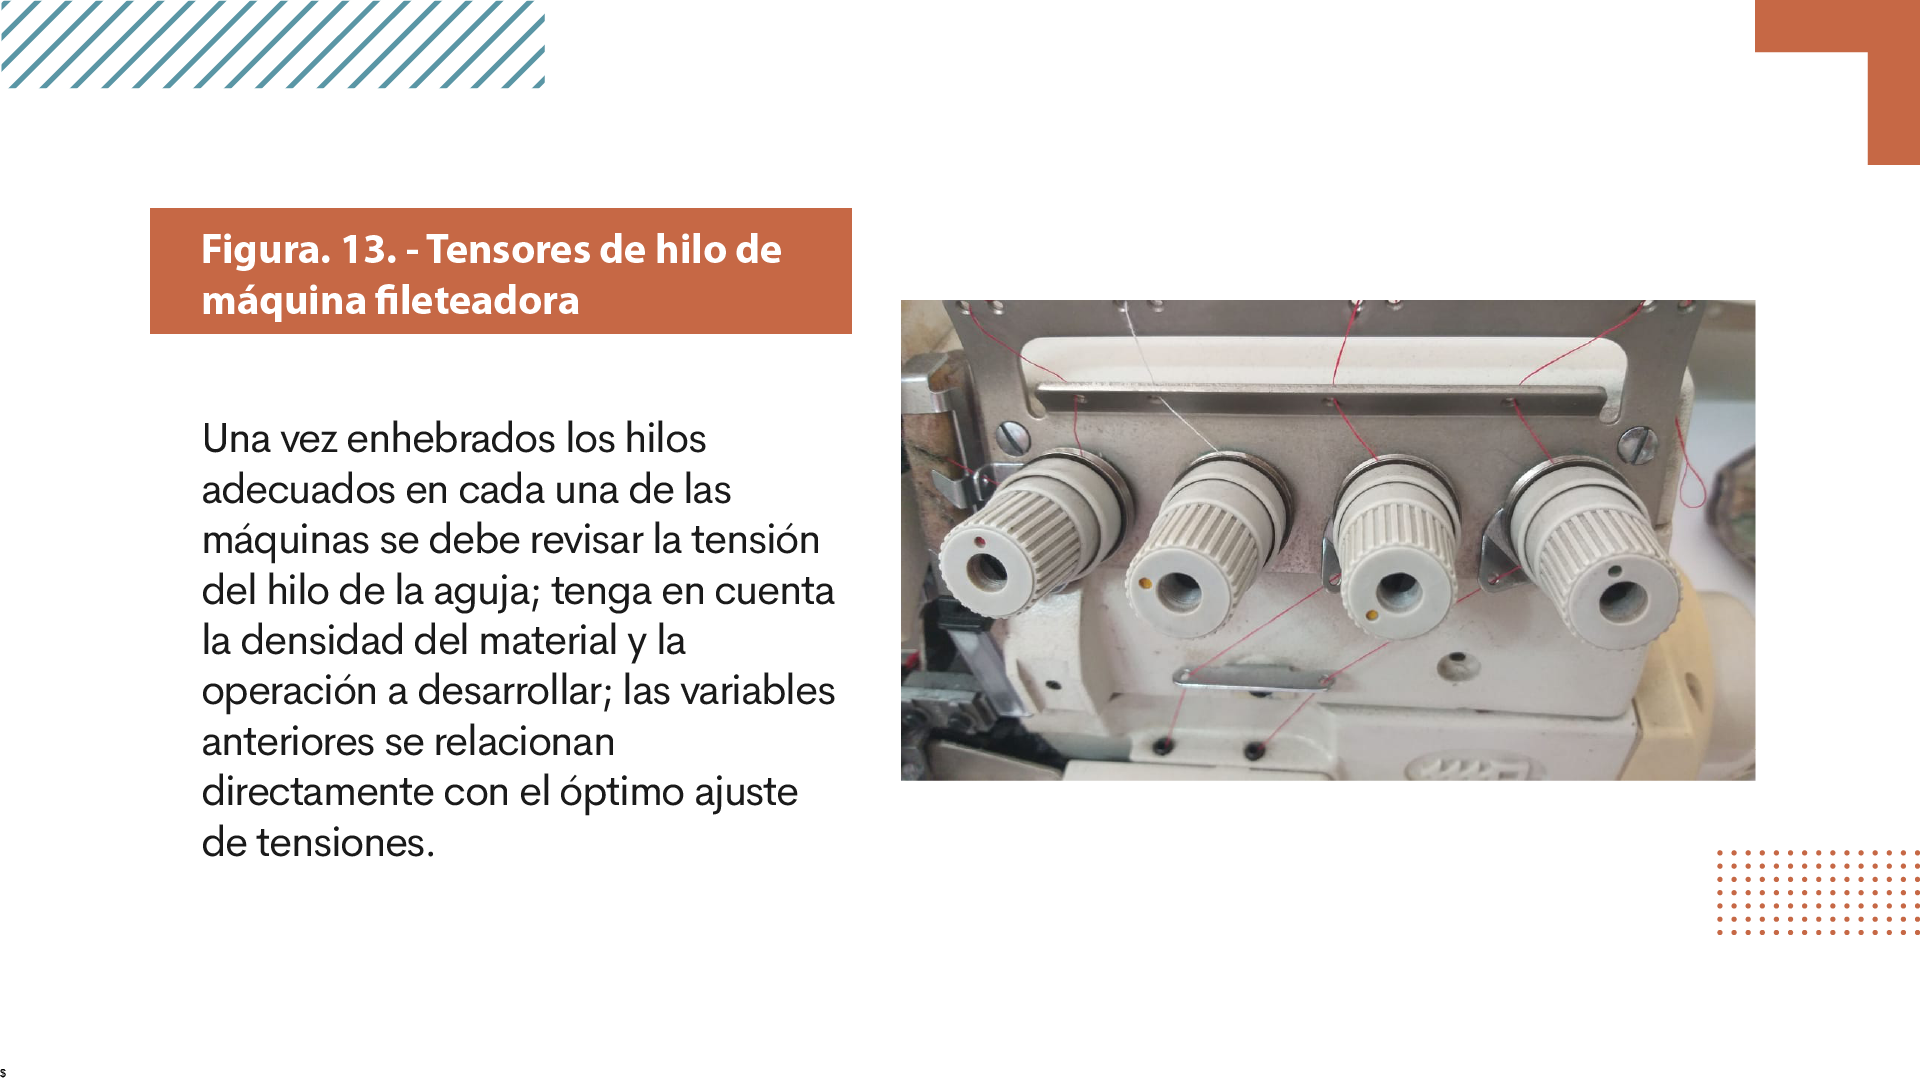 Figura. 13. - Tensores de hilo de
máquina fileteadora
Una vez enhebrados los hilos
adecuados en cada una de las
máquinas se debe revisar la tensión
del hilo de la aguja; tenga en cuenta
la densidad del material y la
operación a desarrollar; las variables
anteriores se relacionan
directamente con el óptimo ajuste
de tensiones.
s